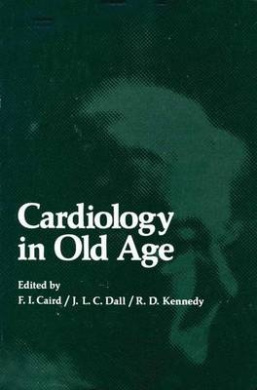 Cardiology
in Old Age
Edited by
F. I. Caird / J. L. C. Dall / R. D. Kennedy